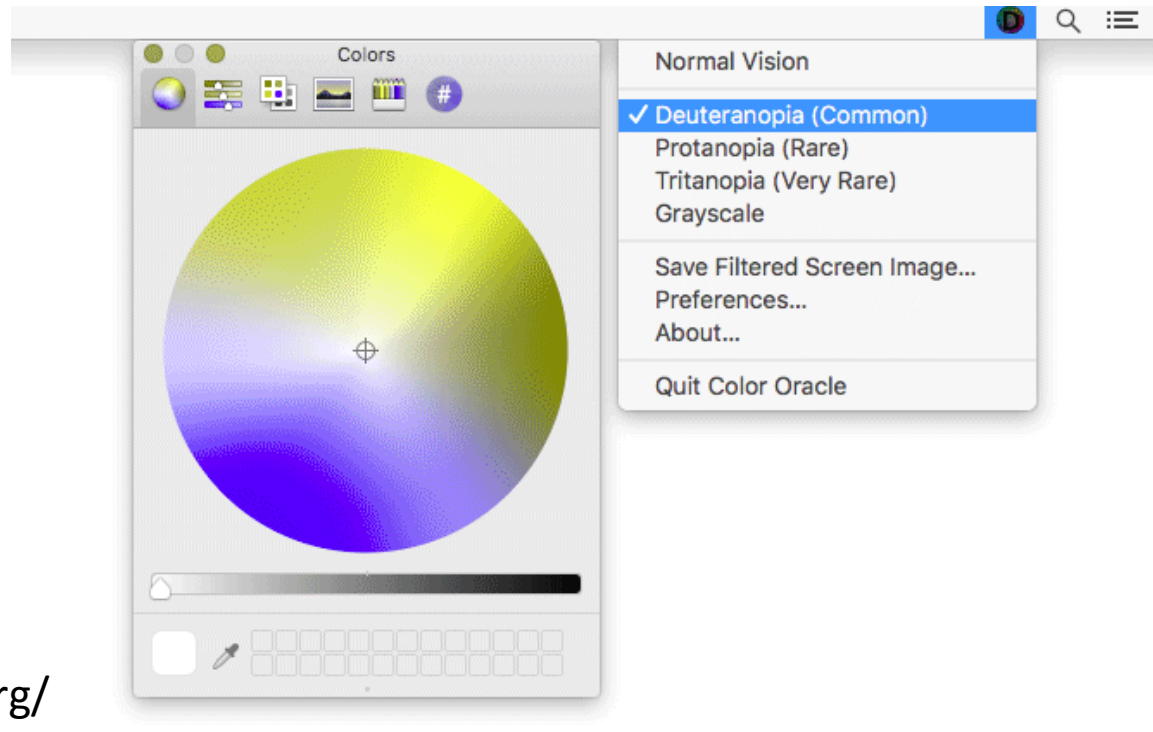 D
Colors
#
Normal Vision
✓ Deuteranopia (Common)
Protanopia (Rare)
Tritanopia (Very Rare)
Grayscale
Save Filtered Screen Image...
Preferences...
About...
Quit Color Oracle
rg/